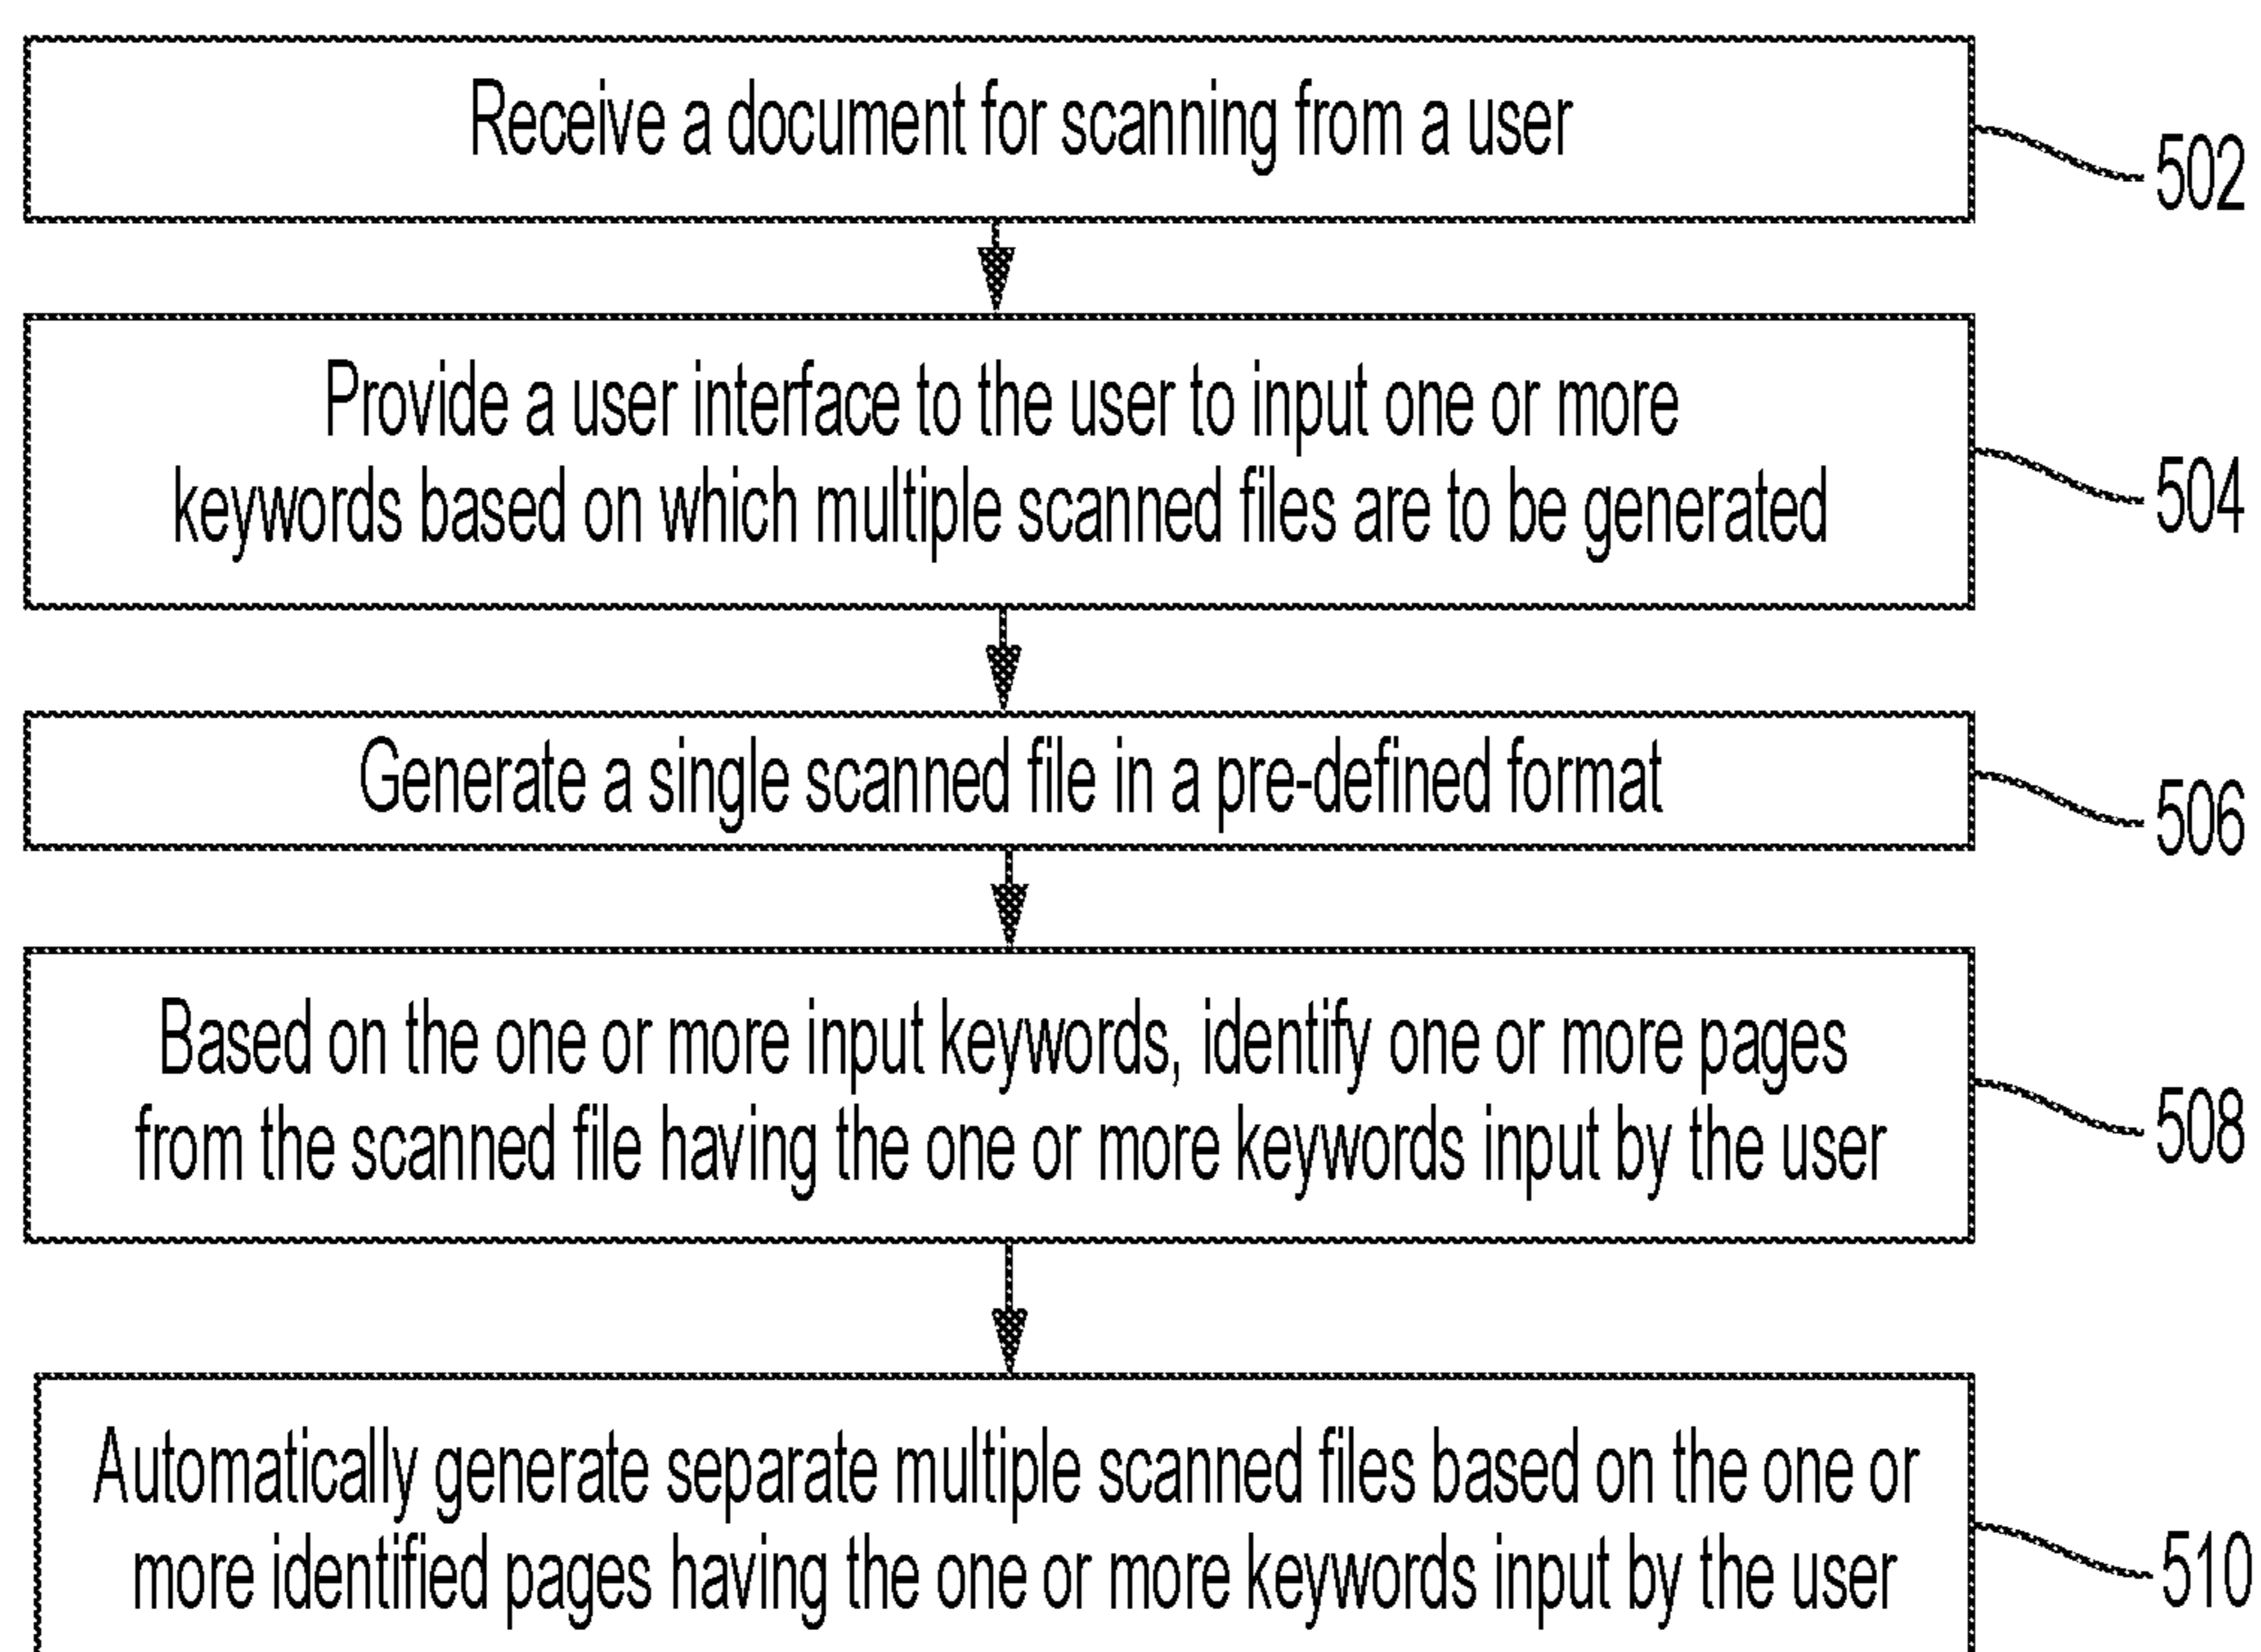 Receive a document for scanning from a user
502
Provide a user interface to the user to input one or more
keywords based on which multiple scanned files are to be generated
504
Generate a single scanned file in a pre-defined format
506
Based on the one or more input keywords, identify one or more pages
from the scanned file having the one or more keywords input by the user
508
Automatically generate separate multiple scanned files based on the one or
more identified pages having the one or more keywords input by the user
510